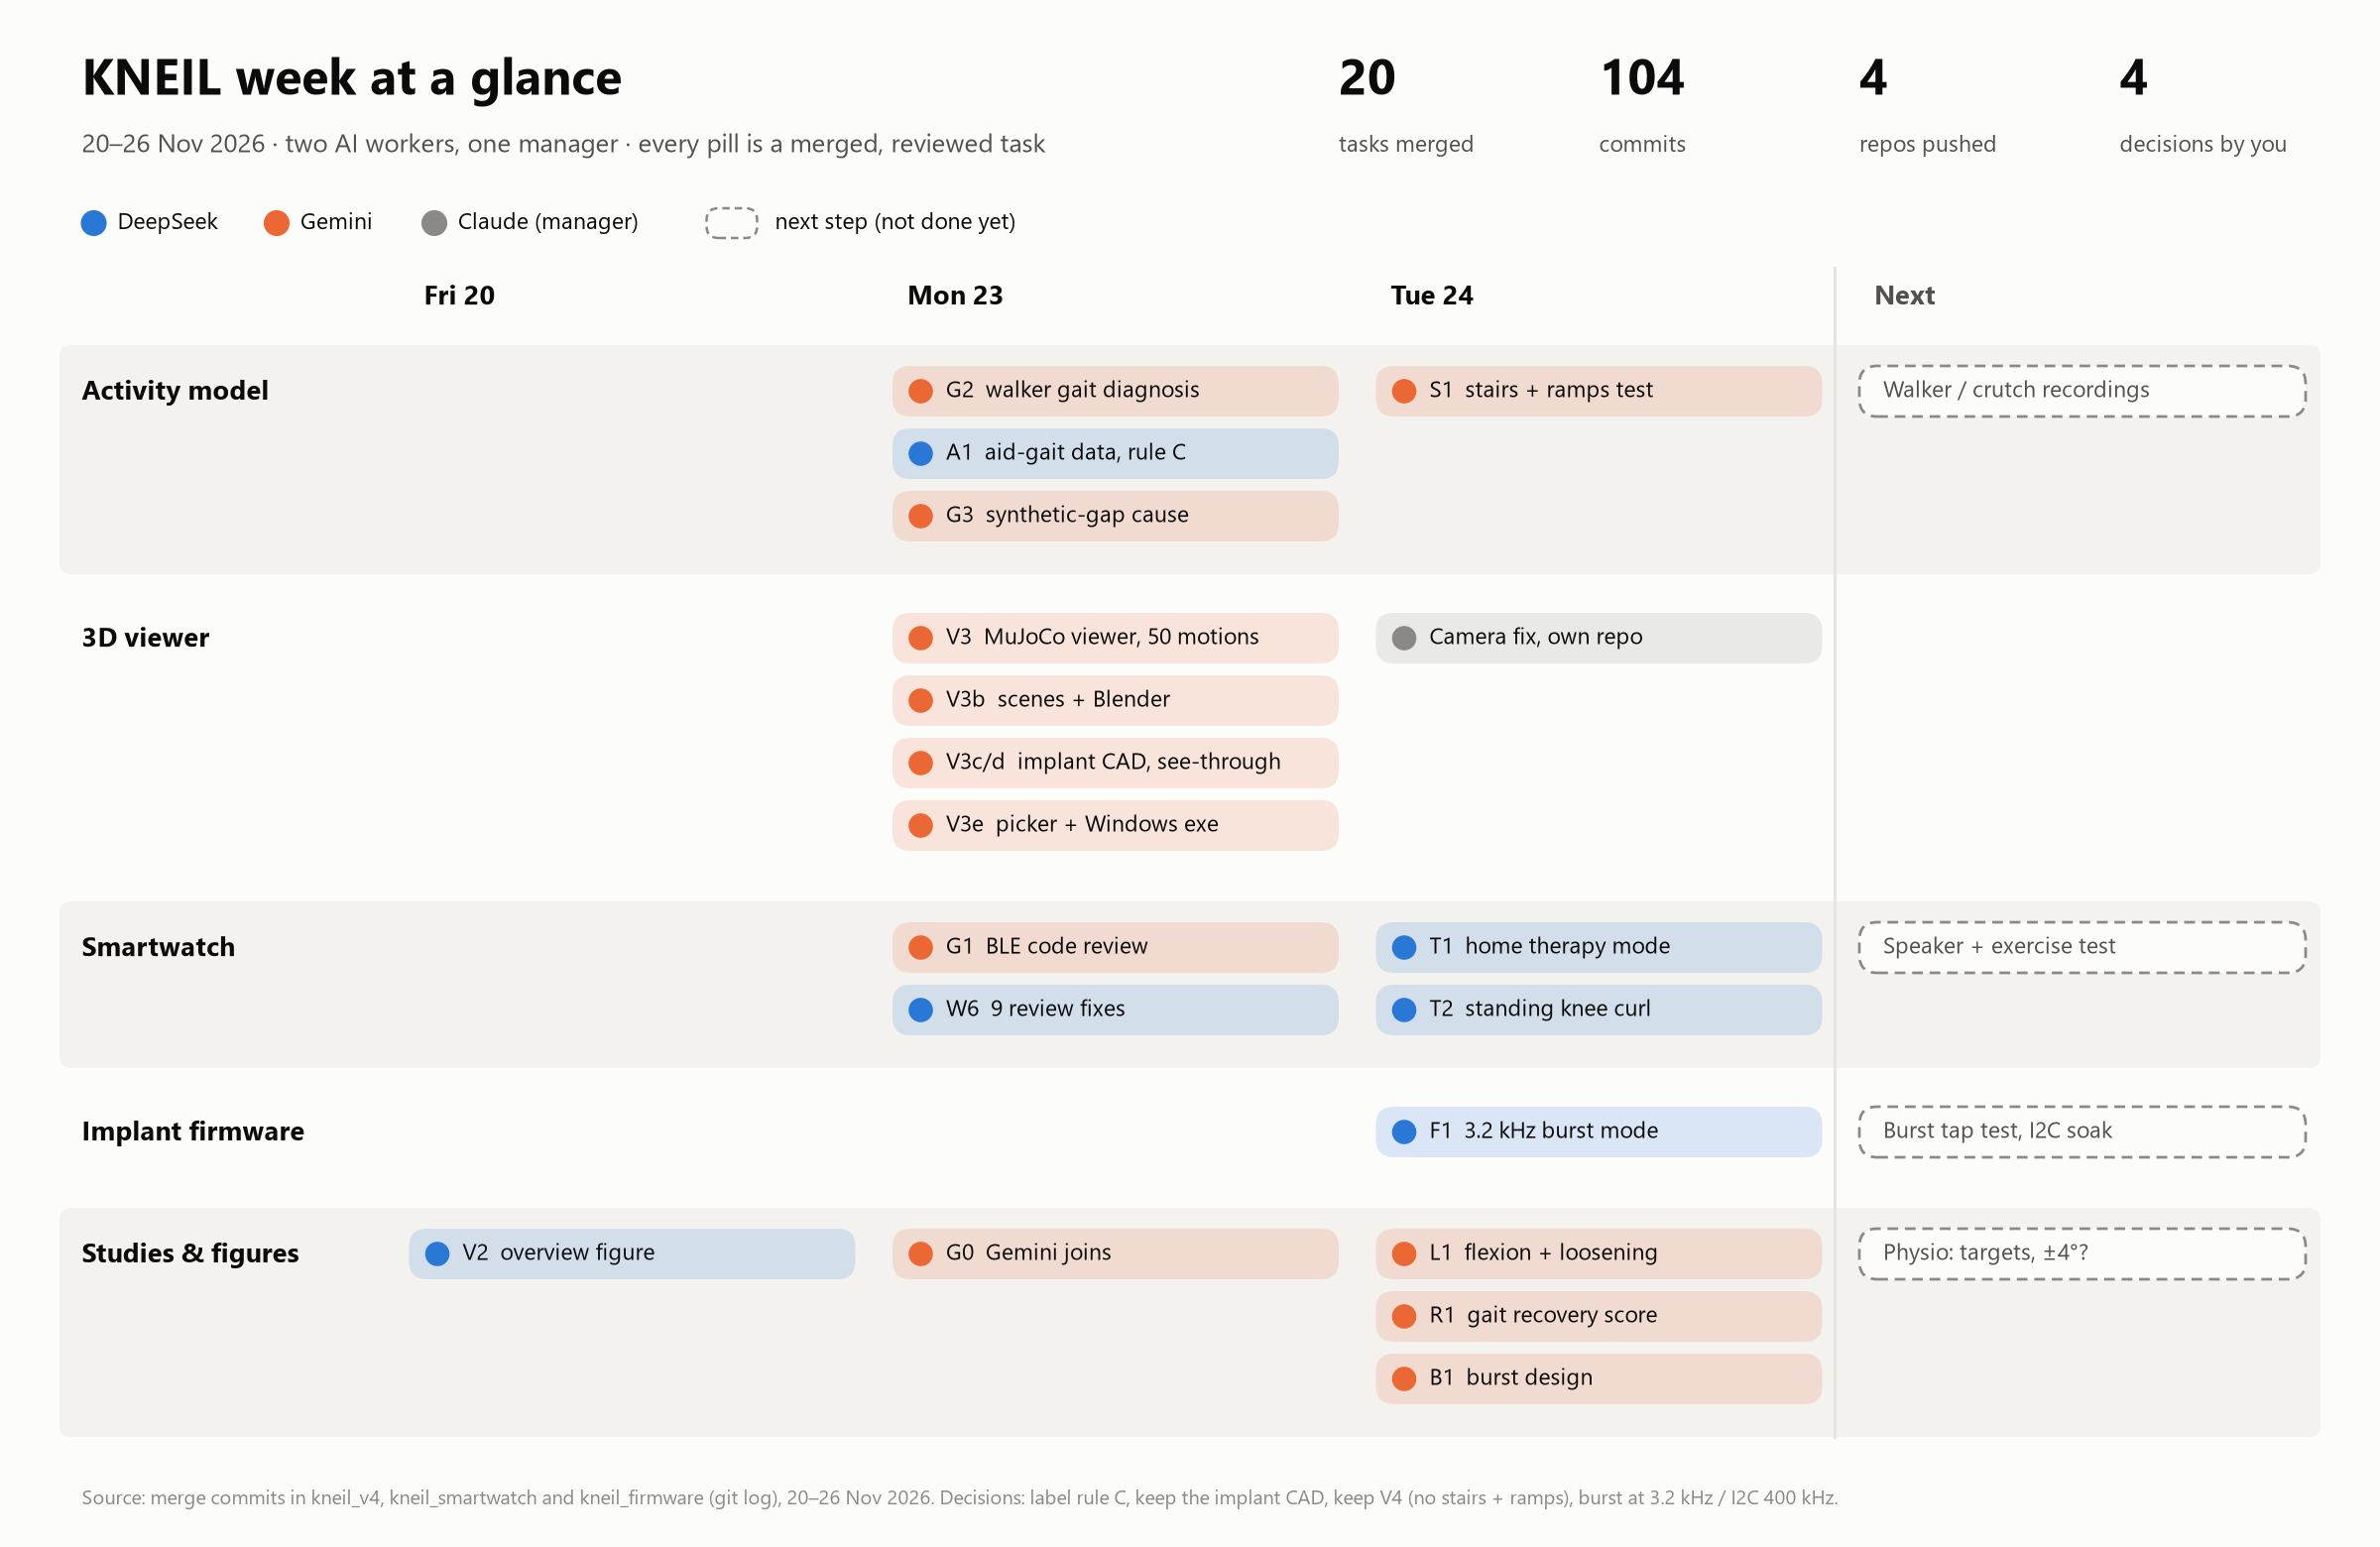 KNEIL week at a glance
20–26 Nov 2026 · two AI workers, one manager · every pill is a merged, reviewed task
20
tasks merged
104
commits
4
repos pushed
4
decisions by you
DeepSeek
Gemini
Claude (manager)
next step (not done yet)
Fri 20
Mon 23
Tue 24
Next
Activity model
G2 walker gait diagnosis
A1 aid-gait data, rule C
G3 synthetic-gap cause
S1 stairs + ramps test
Walker / crutch recordings
3D viewer
V3 MuJoCo viewer, 50 motions
V3b scenes + Blender
V3c/d implant CAD, see-through
V3e picker + Windows exe
Camera fix, own repo
Smartwatch
G1 BLE code review
W6 9 review fixes
T1 home therapy mode
T2 standing knee curl
Speaker + exercise test
Implant firmware
F1 3.2 kHz burst mode
Burst tap test, I2C soak
Studies & figures
V2 overview figure
G0 Gemini joins
L1 flexion + loosening
R1 gait recovery score
B1 burst design
Physio: targets, ±4°?
Source: merge commits in kneil_v4, kneil_smartwatch and kneil_firmware (git log), 20–26 Nov 2026. Decisions: label rule C, keep the implant CAD, keep V4 (no stairs + ramps), burst at 3.2 kHz / I2C 400 kHz.